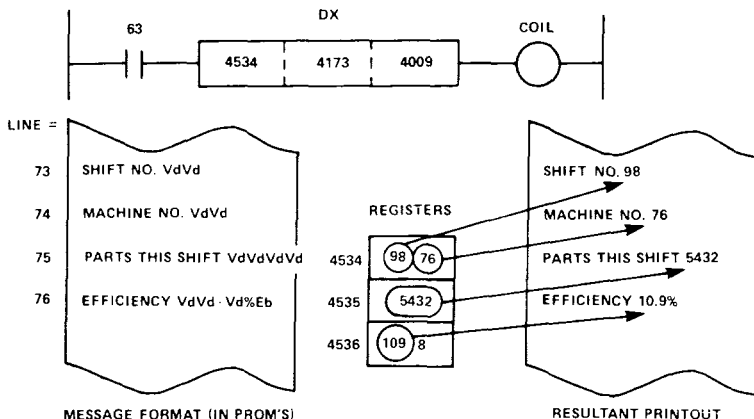 DX
63
COIL
4534 4173 4009
LINE =
73 SHIFT NO. VdVd
74 MACHINE NO. VdVd
75 PARTS THIS SHIFT VdVdVdVd
76 EFFICIENCY VdVd · Vd%Eb
REGISTERS
4534 98 76
4535 5432
4536 109 8
SHIFT NO. 98
MACHINE NO. 76
PARTS THIS SHIFT 5432
EFFICIENCY 10.9%
MESSAGE FORMAT (IN PROM'S)
RESULTANT PRINTOUT